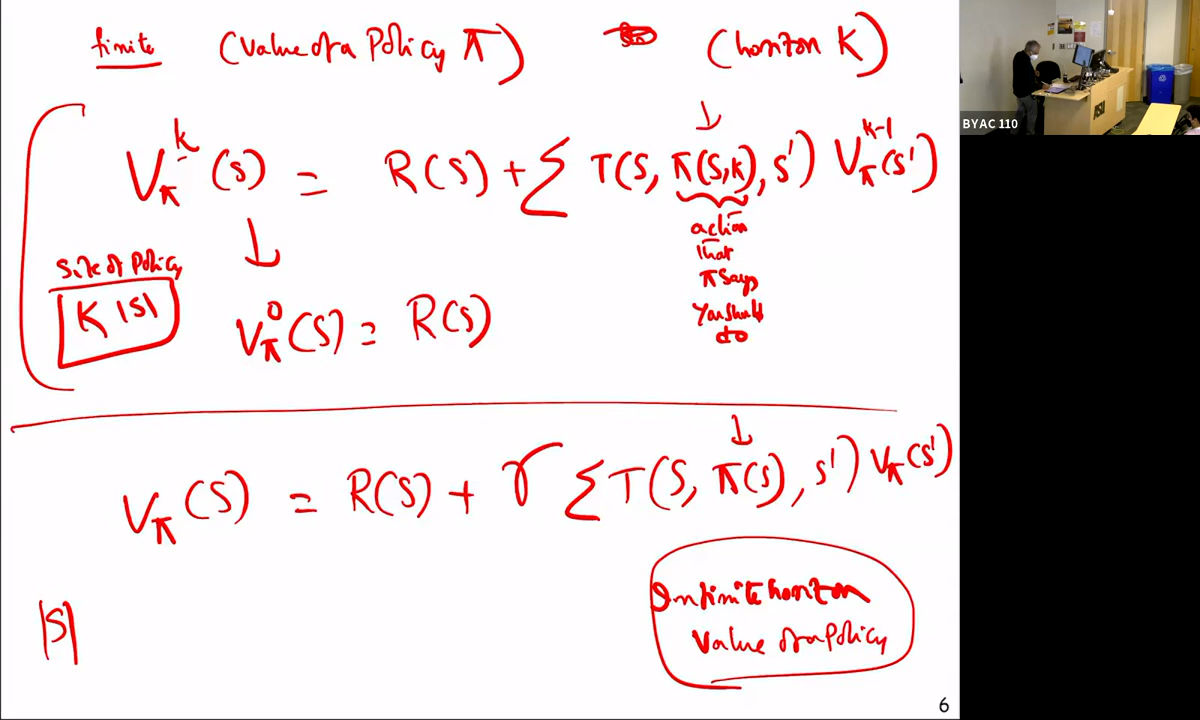 finite (Value of a Policy π) (horizon K)
V_π^k (s) = R(s) + Σ T(s, π(s,k), s') V_π^{k-1}(s')
action
that
π says
You should
do
Size of Policy
K |S|
V_π^0 (s) = R(s)
V_π (s) = R(s) + γ Σ T(s, π(s), s') V_π(s')
Infinite horizon
Value of a policy
|S|
6
BYAC 110
ASU